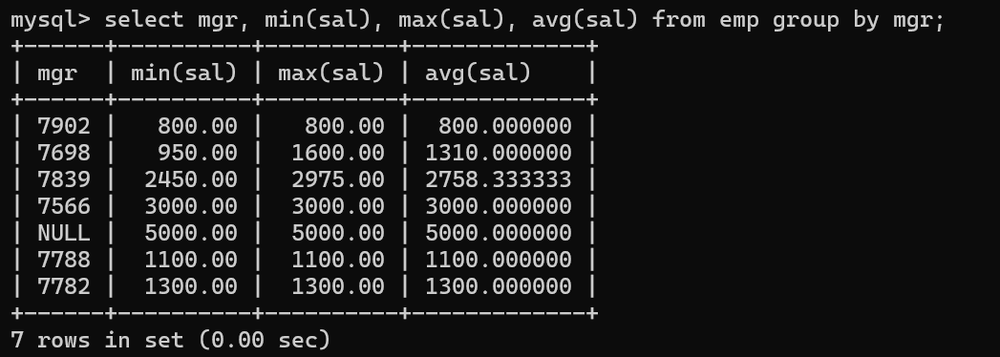 mysql> select mgr, min(sal), max(sal), avg(sal) from emp group by mgr;
+------+----------+----------+-------------+
| mgr  | min(sal) | max(sal) | avg(sal)    |
+------+----------+----------+-------------+
| 7902 |   800.00 |   800.00 |  800.000000 |
| 7698 |   950.00 |  1600.00 | 1310.000000 |
| 7839 |  2450.00 |  2975.00 | 2758.333333 |
| 7566 |  3000.00 |  3000.00 | 3000.000000 |
| NULL |  5000.00 |  5000.00 | 5000.000000 |
| 7788 |  1100.00 |  1100.00 | 1100.000000 |
| 7782 |  1300.00 |  1300.00 | 1300.000000 |
+------+----------+----------+-------------+
7 rows in set (0.00 sec)